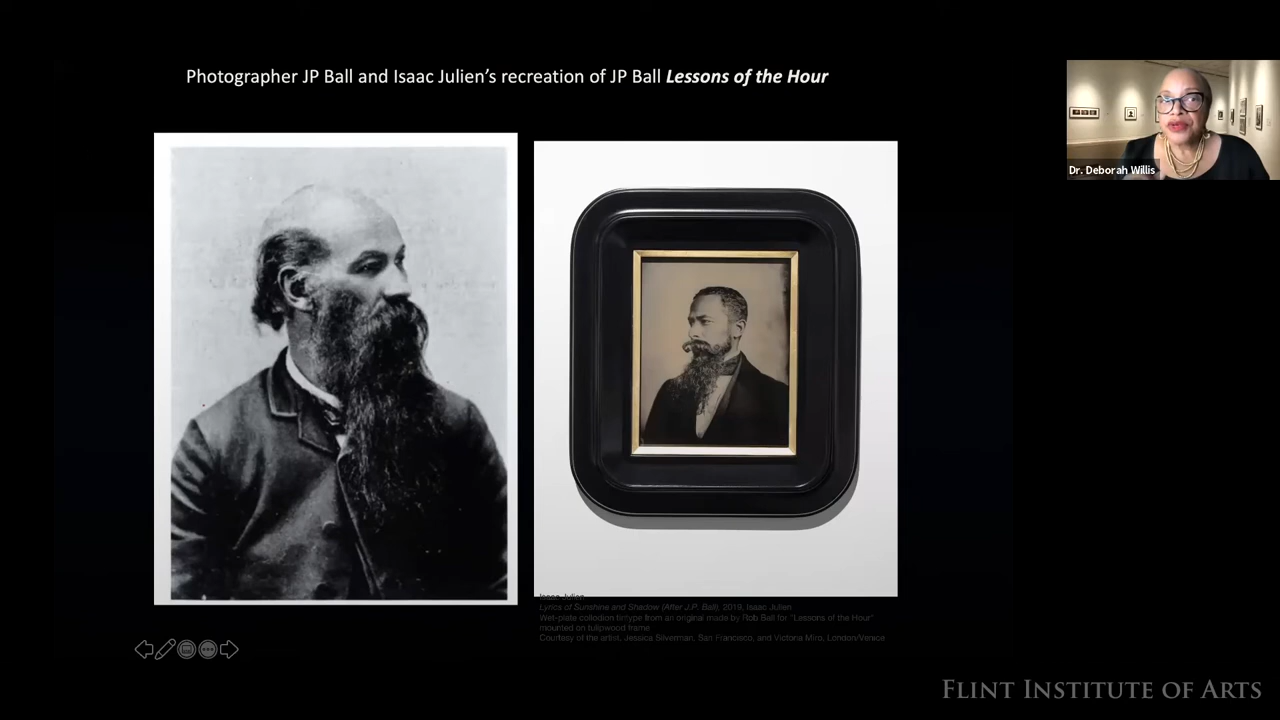 Photographer JP Ball and Isaac Julien's recreation of JP Ball Lessons of the Hour
Dr. Deborah Willis
Isaac Julien
Lyrics of Sunshine and Shadow (After J.P. Ball), 2019, Isaac Julien
Wet-plate collodion tintype from an original made by Rob Ball for "Lessons of the Hour"
mounted on tulipwood frame
Courtesy of the artist, Jessica Silverman, San Francisco, and Victoria Miro, London/Venice
FLINT INSTITUTE OF ARTS